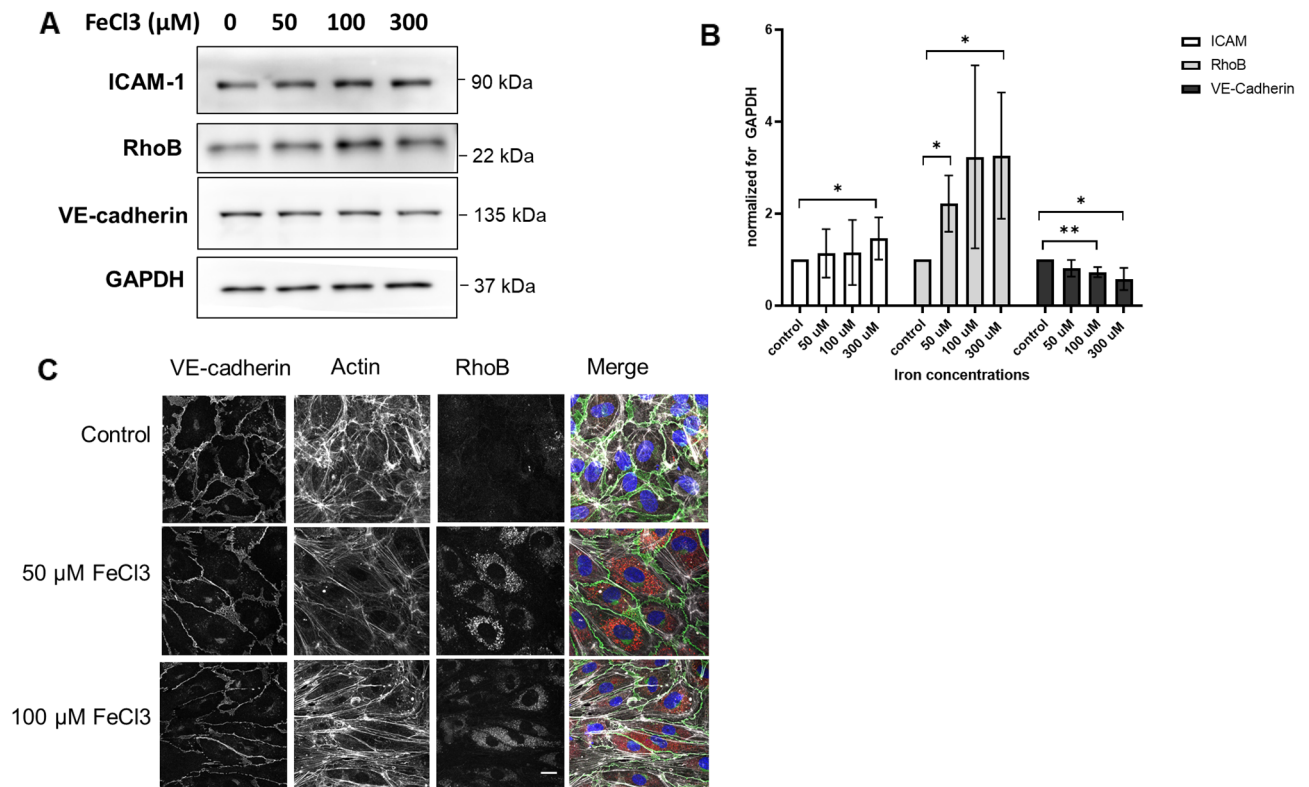 A
FeCl3 (µM) 0 50 100 300
ICAM-1
90 kDa
RhoB
22 kDa
VE-cadherin
135 kDa
GAPDH
37 kDa
B
normalized for GAPDH
6
4
2
0
*
*
*
*
**
ICAM
RhoB
VE-Cadherin
control 50 uM 100 uM 300 uM control 50 uM 100 uM 300 uM control 50 uM 100 uM 300 uM
Iron concentrations
C
VE-cadherin Actin RhoB Merge
Control
50 µM FeCl3
100 µM FeCl3